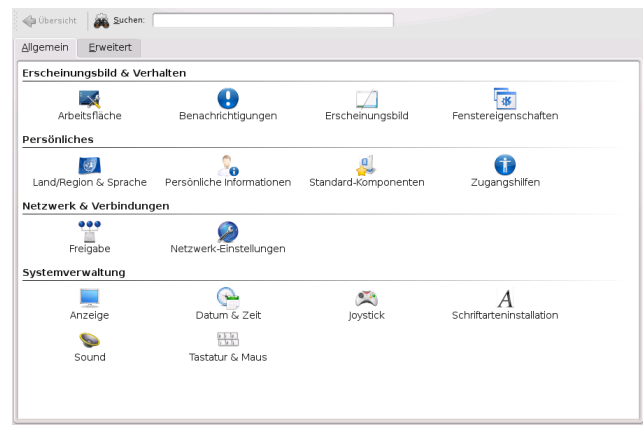 Übersicht Suchen:
Allgemein Erweitert
Erscheinungsbild & Verhalten
Arbeitsfläche Benachrichtigungen Erscheinungsbild Fenstereigenschaften
Persönliches
Land/Region & Sprache Persönliche Informationen Standard-Komponenten Zugangshilfen
Netzwerk & Verbindungen
Freigabe Netzwerk-Einstellungen
Systemverwaltung
Anzeige Datum & Zeit Joystick Schriftarteninstallation
Sound Tastatur & Maus